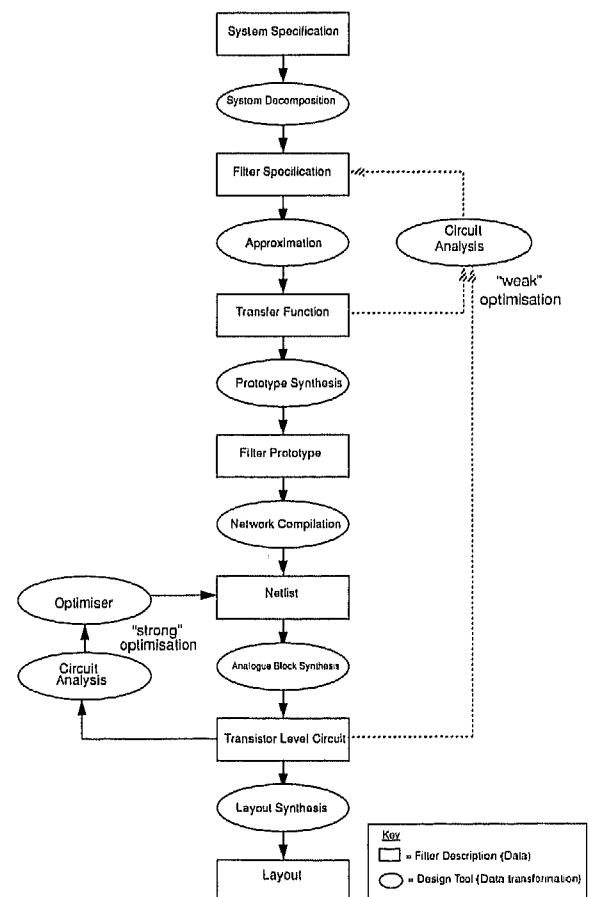 System Specification
System Decomposition
Filter Specification
Approximation
Circuit
Analysis
"weak"
optimisation
Transfer Function
Prototype Synthesis
Filter Prototype
Network Compilation
Netlist
Optimiser
"strong"
optimisation
Circuit
Analysis
Analogue Block Synthesis
Transistor Level Circuit
Layout Synthesis
Layout
Key
= Filter Description (Data)
= Design Tool (Data transformation)